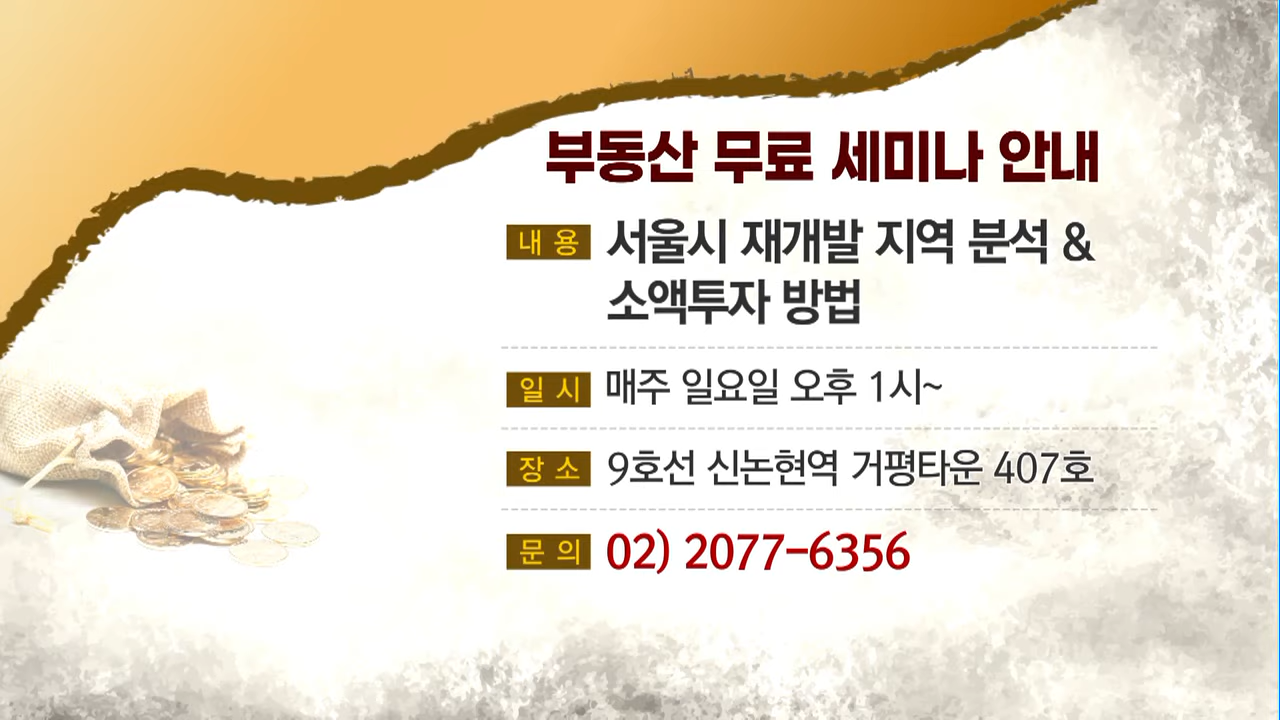 부동산 무료 세미나 안내
내 용 서울시 재개발 지역 분석 &
소액투자 방법
일 시 매주 일요일 오후 1시~
장 소 9호선 신논현역 거평타운 407호
문 의 02) 2077-6356